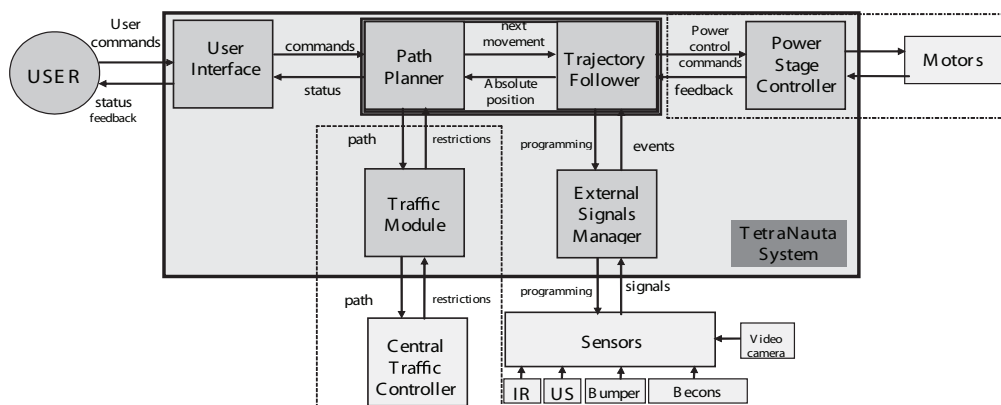 USER
User
commands
status
feedback
User
Interface
commands
status
Path
Planner
next
movement
Absolute
position
Trajectory
Follower
Power
control
commands
feedback
Power
Stage
Controller
Motors
path
restrictions
programming
events
Traffic
Module
External
Signals
Manager
TetraNauta
System
path
restrictions
programming
signals
Central
Traffic
Controller
Sensors
Video
camera
IR
US
Bumper
Becons